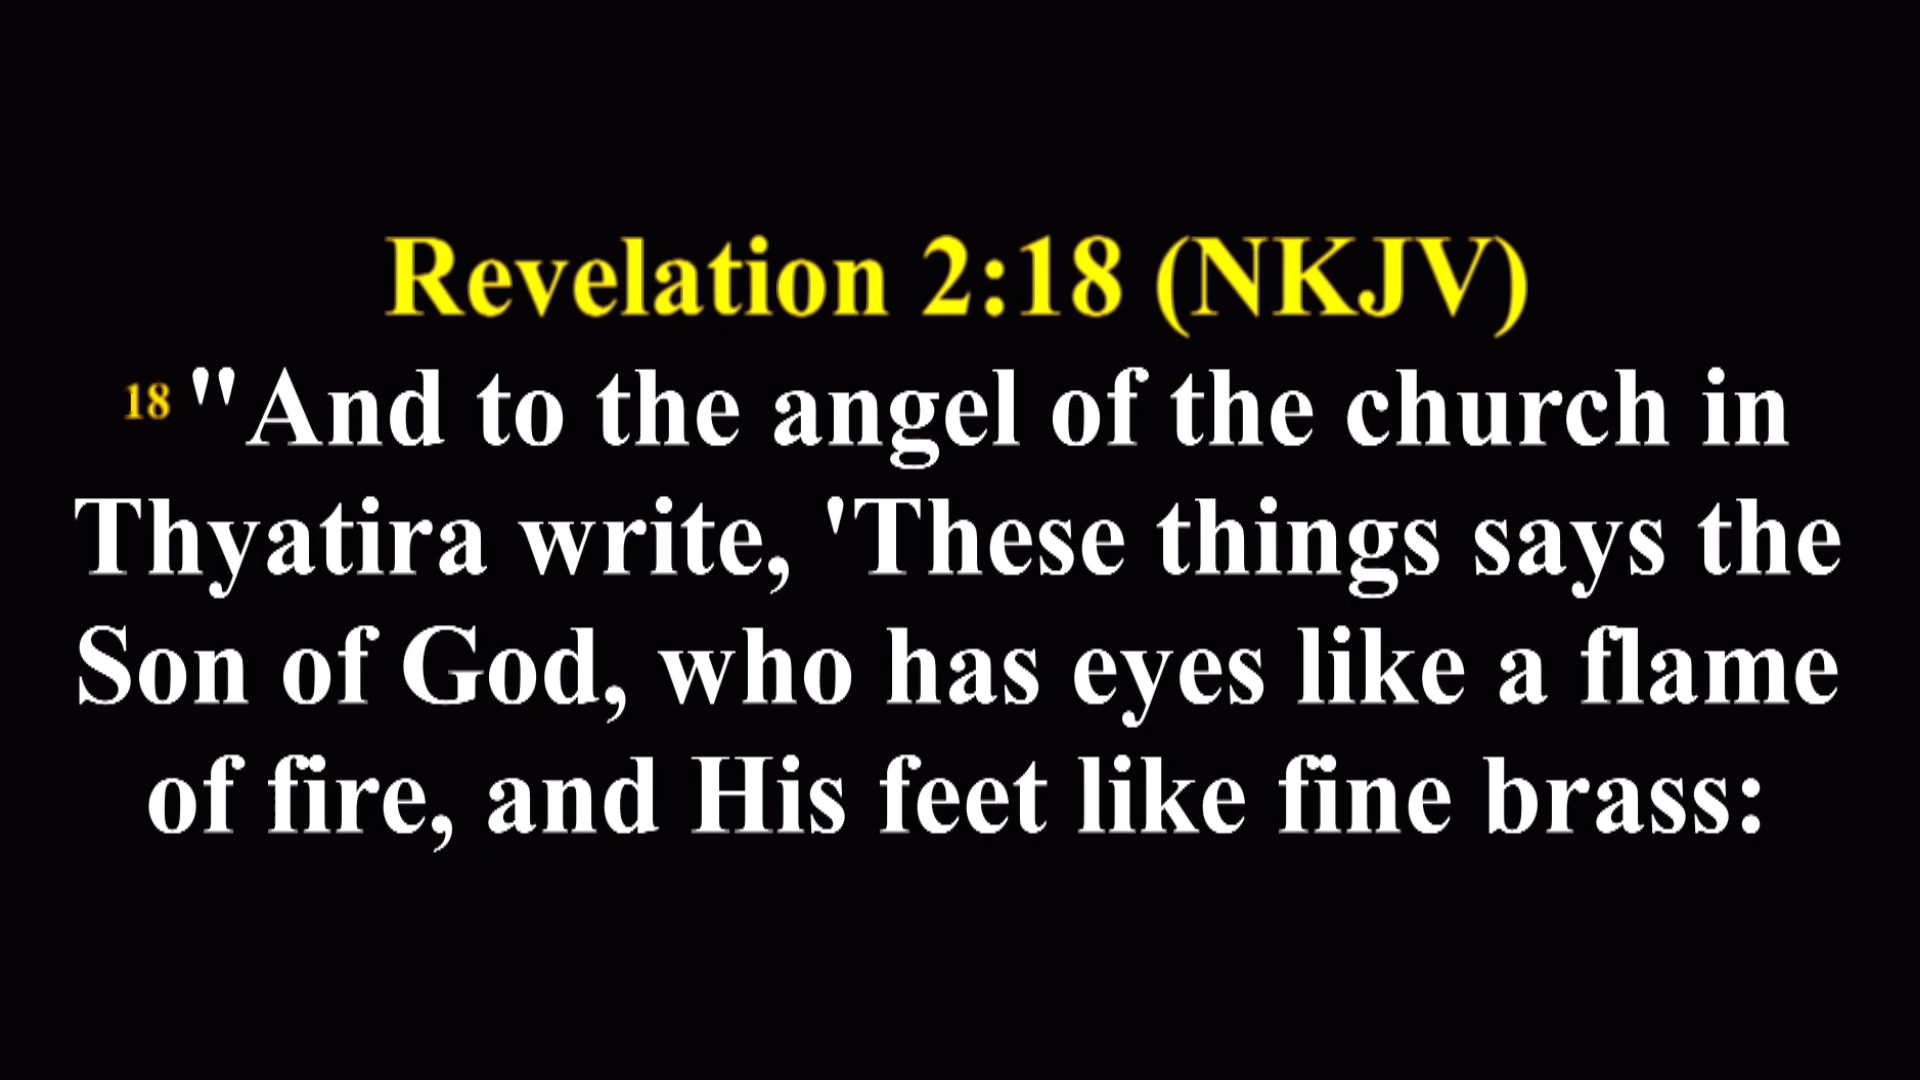 Revelation 2:18 (NKJV)
18 "And to the angel of the church in
Thyatira write, 'These things says the
Son of God, who has eyes like a flame
of fire, and His feet like fine brass: